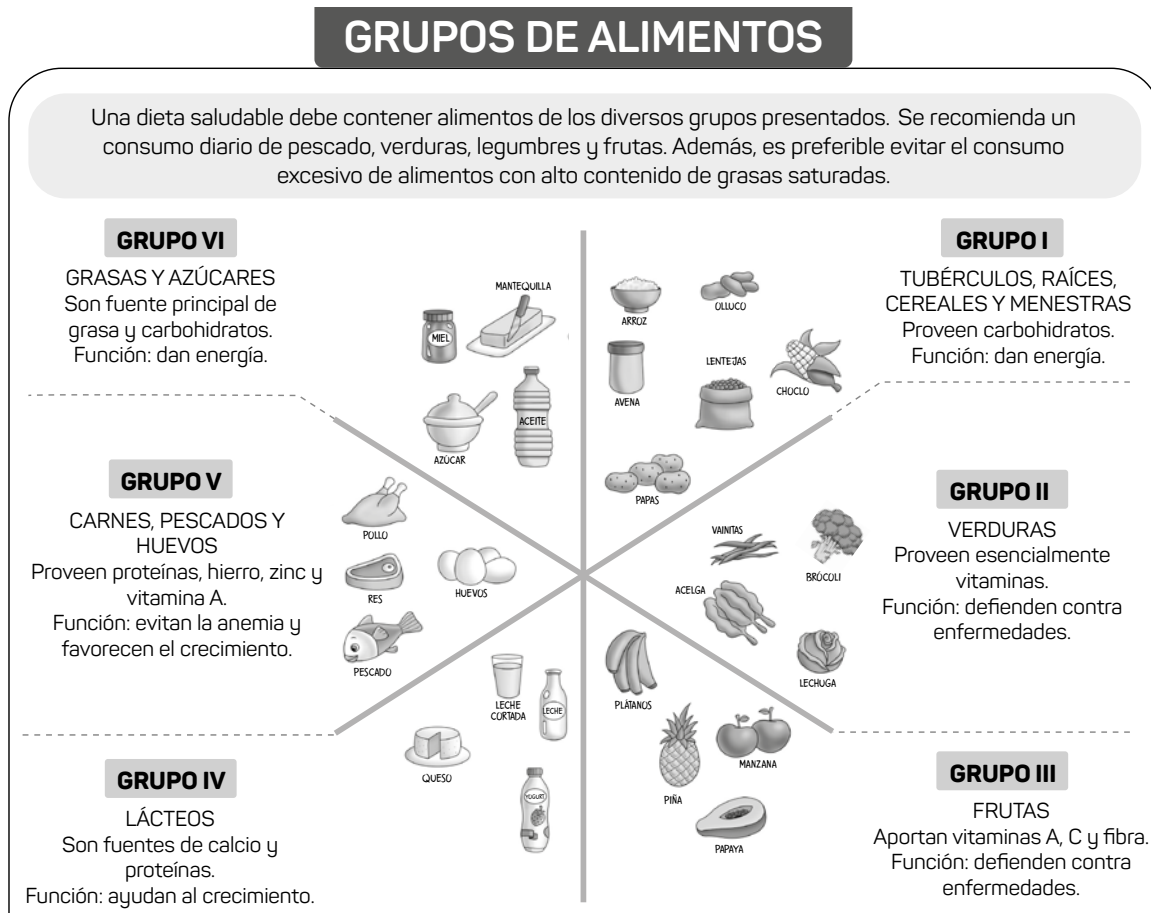 GRUPOS DE ALIMENTOS
Una dieta saludable debe contener alimentos de los diversos grupos presentados. Se recomienda un
consumo diario de pescado, verduras, legumbres y frutas. Además, es preferible evitar el consumo
excesivo de alimentos con alto contenido de grasas saturadas.
GRUPO VI
GRASAS Y AZÚCARES
Son fuente principal de
grasa y carbohidratos.
Función: dan energía.
MANTEQUILLA
MIEL
AZÚCAR
ACEITE
GRUPO I
TUBÉRCULOS, RAÍCES,
CEREALES Y MENESTRAS
Proveen carbohidratos.
Función: dan energía.
ARROZ
OLLUCO
AVENA
LENTEJAS
CHOCLO
PAPAS
GRUPO V
CARNES, PESCADOS Y
HUEVOS
Proveen proteínas, hierro, zinc y
vitamina A.
Función: evitan la anemia y
favorecen el crecimiento.
POLLO
RES
HUEVOS
PESCADO
GRUPO II
VERDURAS
Proveen esencialmente
vitaminas.
Función: defienden contra
enfermedades.
VAINITAS
BRÓCOLI
ACELGA
LECHUGA
GRUPO IV
LÁCTEOS
Son fuentes de calcio y
proteínas.
Función: ayudan al crecimiento.
LECHE
CORTADA
LECHE
QUESO
YOGURT
GRUPO III
FRUTAS
Aportan vitaminas A, C y fibra.
Función: defienden contra
enfermedades.
PLÁTANOS
PIÑA
MANZANA
PAPAYA